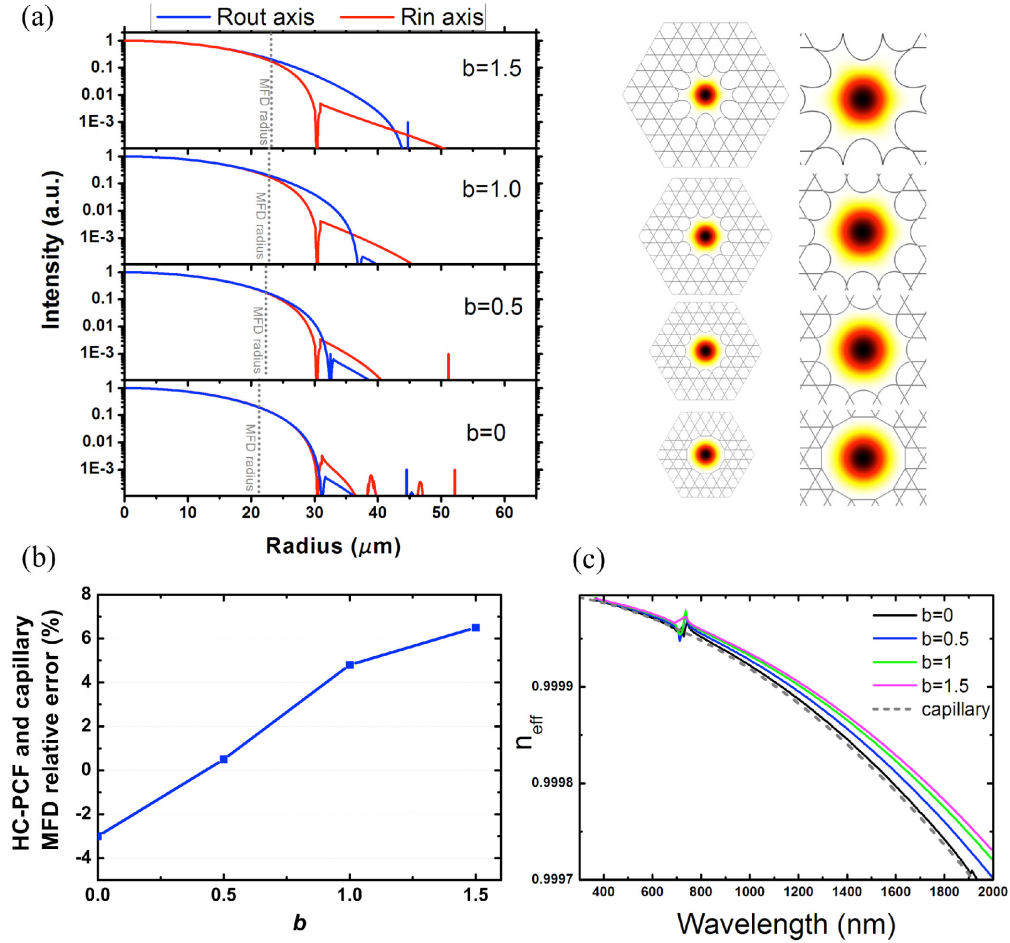 (a)
Rout axis
Rin axis
0.1
0.01
1E-3
MFD radius
b=1.5
0.1
0.01
1E-3
MFD radius
b=1.0
0.1
0.01
1E-3
MFD radius
b=0.5
0.1
0.01
1E-3
MFD radius
b=0
Intensity (a.u.)
0 10 20 30 40 50 60
Radius (μm)
(b)
8
6
4
2
0
-2
-4
HC-PCF and capillary
MFD relative error (%)
0.0 0.5 1.0 1.5
b
(c)
b=0
b=0.5
b=1
b=1.5
capillary
0.9999
0.9998
0.9997
neff
400 600 800 1000 1200 1400 1600 1800 2000
Wavelength (nm)